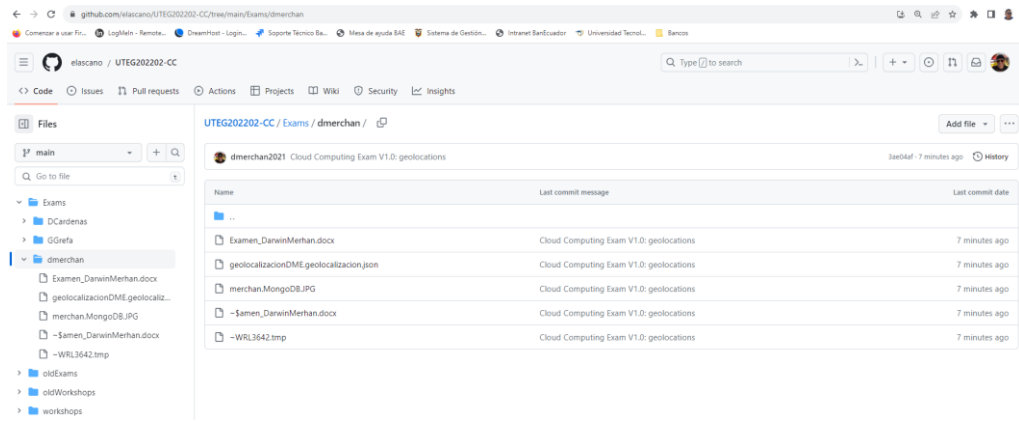 github.com/elascano/UTEG202202-CC/tree/main/Exams/dmerchan
Comenzar a usar Fir... LogMeIn - Remote... DreamHost - Login... Soporte Técnico Ba... Mesa de ayuda BAE Sistema de Gestión... Intranet BanEcuador Universidad Tecnol... Bancos
elascano / UTEG202202-CC Type / to search
Code Issues Pull requests Actions Projects Wiki Security Insights
Files
main
Go to file t
Exams
DCardenas
GGrefa
dmerchan
Examen_DarwinMerhan.docx
geolocalizacionDME.geolocaliz...
merchan.MongoDB.JPG
~$amen_DarwinMerhan.docx
~WRL3642.tmp
oldExams
oldWorkshops
workshops
UTEG202202-CC / Exams / dmerchan / Add file
dmerchan2021 Cloud Computing Exam V1.0: geolocations 3ae04af · 7 minutes ago History
Name Last commit message Last commit date
..
Examen_DarwinMerhan.docx Cloud Computing Exam V1.0: geolocations 7 minutes ago
geolocalizacionDME.geolocalizacion.json Cloud Computing Exam V1.0: geolocations 7 minutes ago
merchan.MongoDB.JPG Cloud Computing Exam V1.0: geolocations 7 minutes ago
~$amen_DarwinMerhan.docx Cloud Computing Exam V1.0: geolocations 7 minutes ago
~WRL3642.tmp Cloud Computing Exam V1.0: geolocations 7 minutes ago